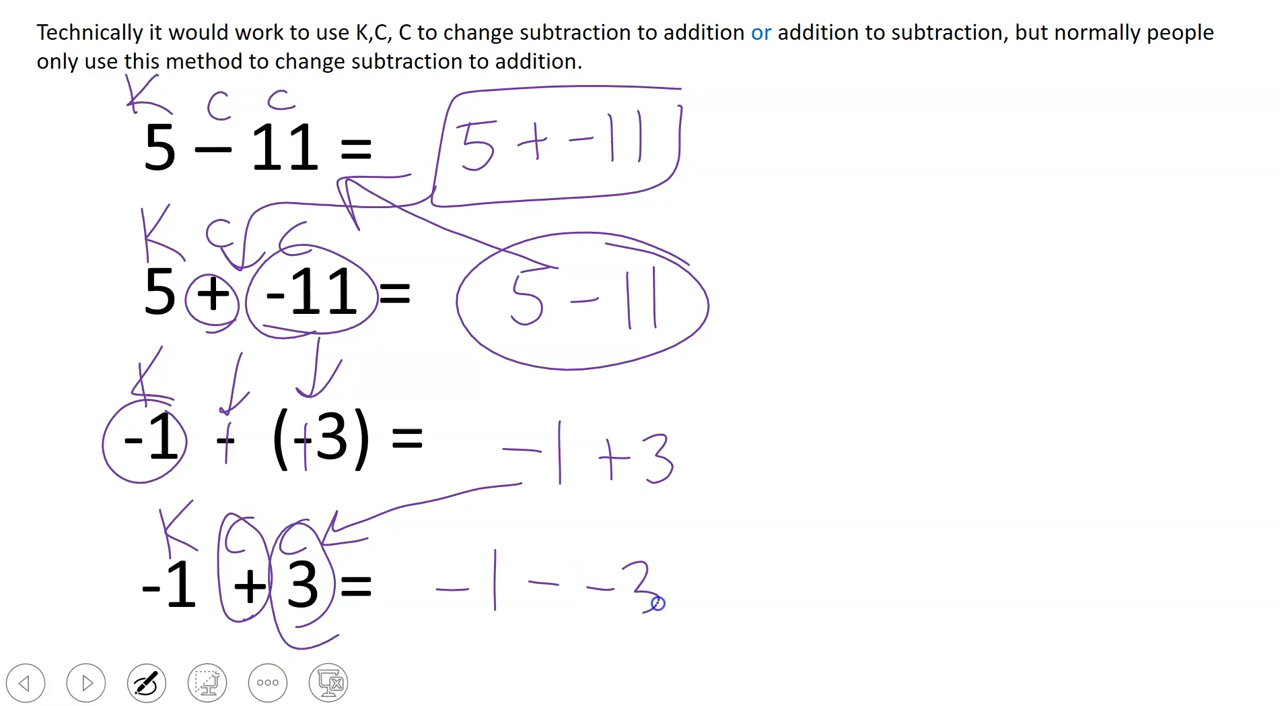 Technically it would work to use K,C, C to change subtraction to addition or addition to subtraction, but normally people
only use this method to change subtraction to addition.
K C C
5 – 11 = 5 + -11
K C C
5 + -11 = 5 - 11
K
-1 + (+3) = -1 + 3
K C C
-1 + 3 = -1 - -3